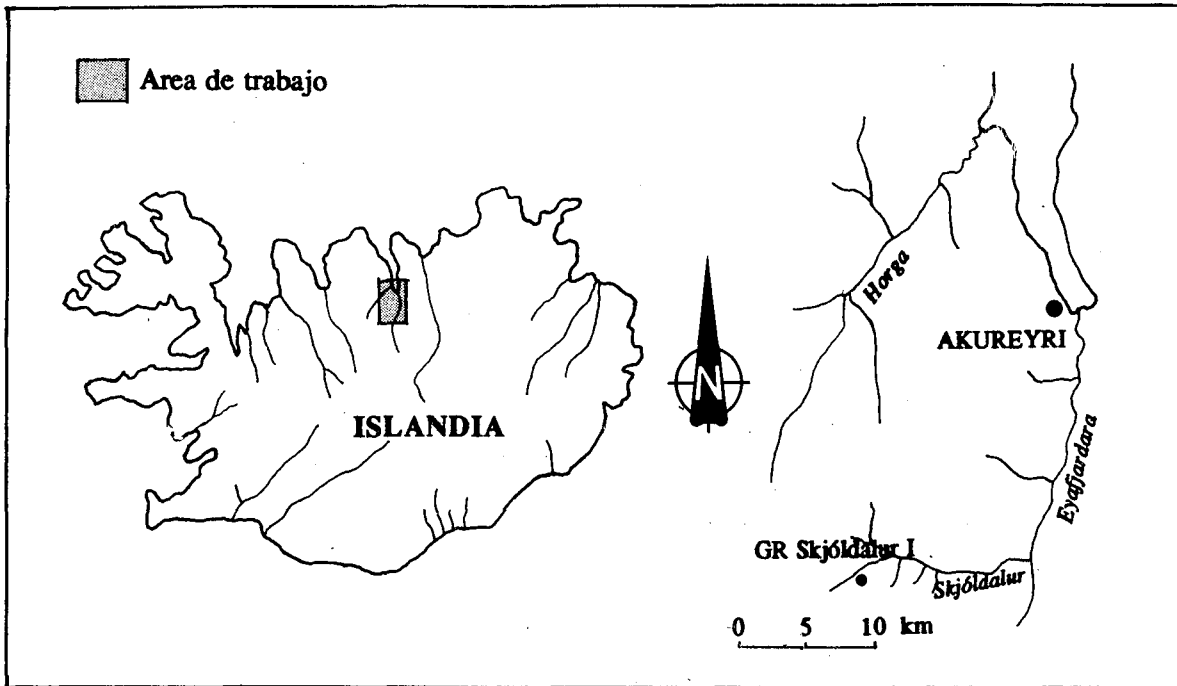 Area de trabajo
ISLANDIA
N
Horga
AKUREYRI
Eyafjardara
GR Skjóldalur I
Skjóldalur
0 5 10 km